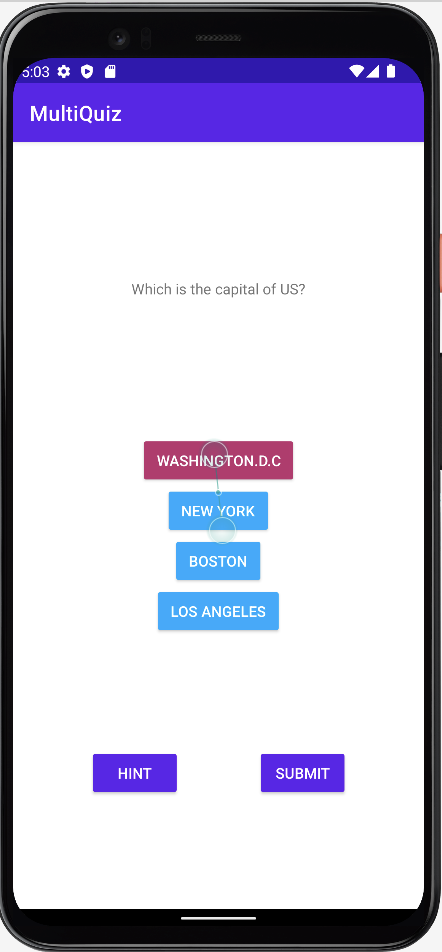 5:03
MultiQuiz
Which is the capital of US?
WASHINGTON.D.C
NEW YORK
BOSTON
LOS ANGELES
HINT
SUBMIT